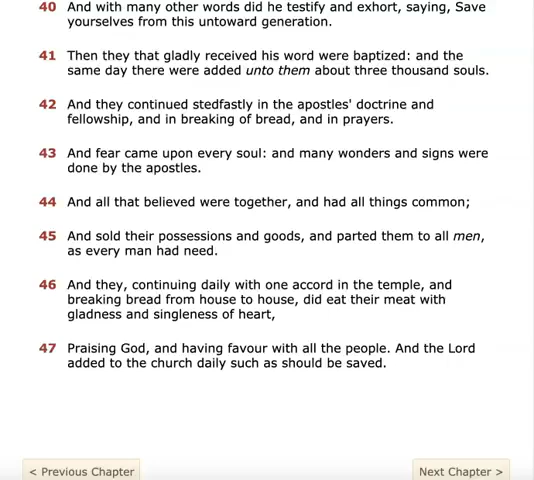 40 And with many other words did he testify and exhort, saying, Save
yourselves from this untoward generation.
41 Then they that gladly received his word were baptized: and the
same day there were added unto them about three thousand souls.
42 And they continued stedfastly in the apostles' doctrine and
fellowship, and in breaking of bread, and in prayers.
43 And fear came upon every soul: and many wonders and signs were
done by the apostles.
44 And all that believed were together, and had all things common;
45 And sold their possessions and goods, and parted them to all men,
as every man had need.
46 And they, continuing daily with one accord in the temple, and
breaking bread from house to house, did eat their meat with
gladness and singleness of heart,
47 Praising God, and having favour with all the people. And the Lord
added to the church daily such as should be saved.
< Previous Chapter
Next Chapter >